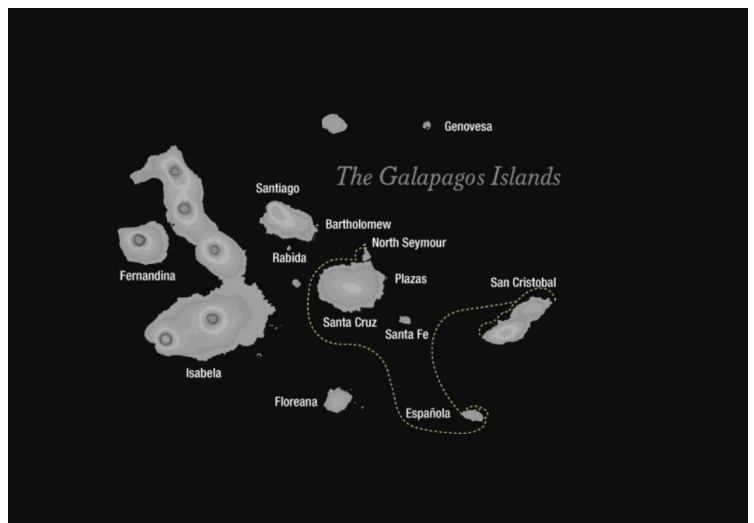 Genovesa
The Galapagos Islands
Santiago
Bartholomew
North Seymour
Rabida
Fernandina
Plazas
San Cristobal
Santa Cruz
Santa Fe
Isabela
Floreana
Española